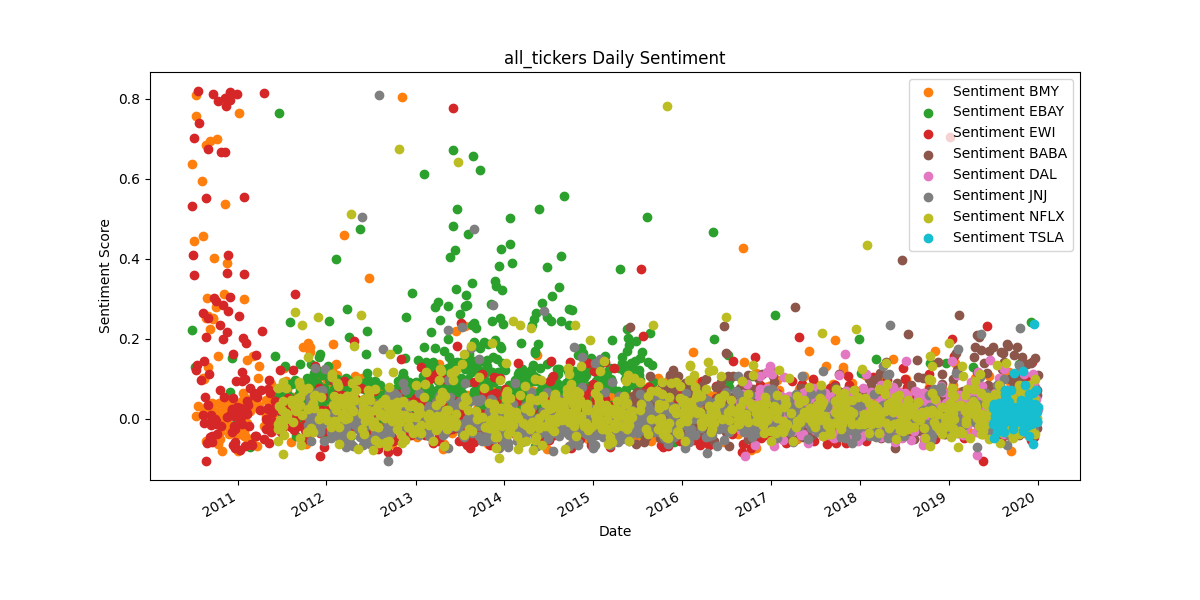 all_tickers Daily Sentiment
Sentiment Score
0.8
0.6
0.4
0.2
0.0
Sentiment BMY
Sentiment EBAY
Sentiment EWI
Sentiment BABA
Sentiment DAL
Sentiment JNJ
Sentiment NFLX
Sentiment TSLA
2011
2012
2013
2014
2015
2016
2017
2018
2019
2020
Date